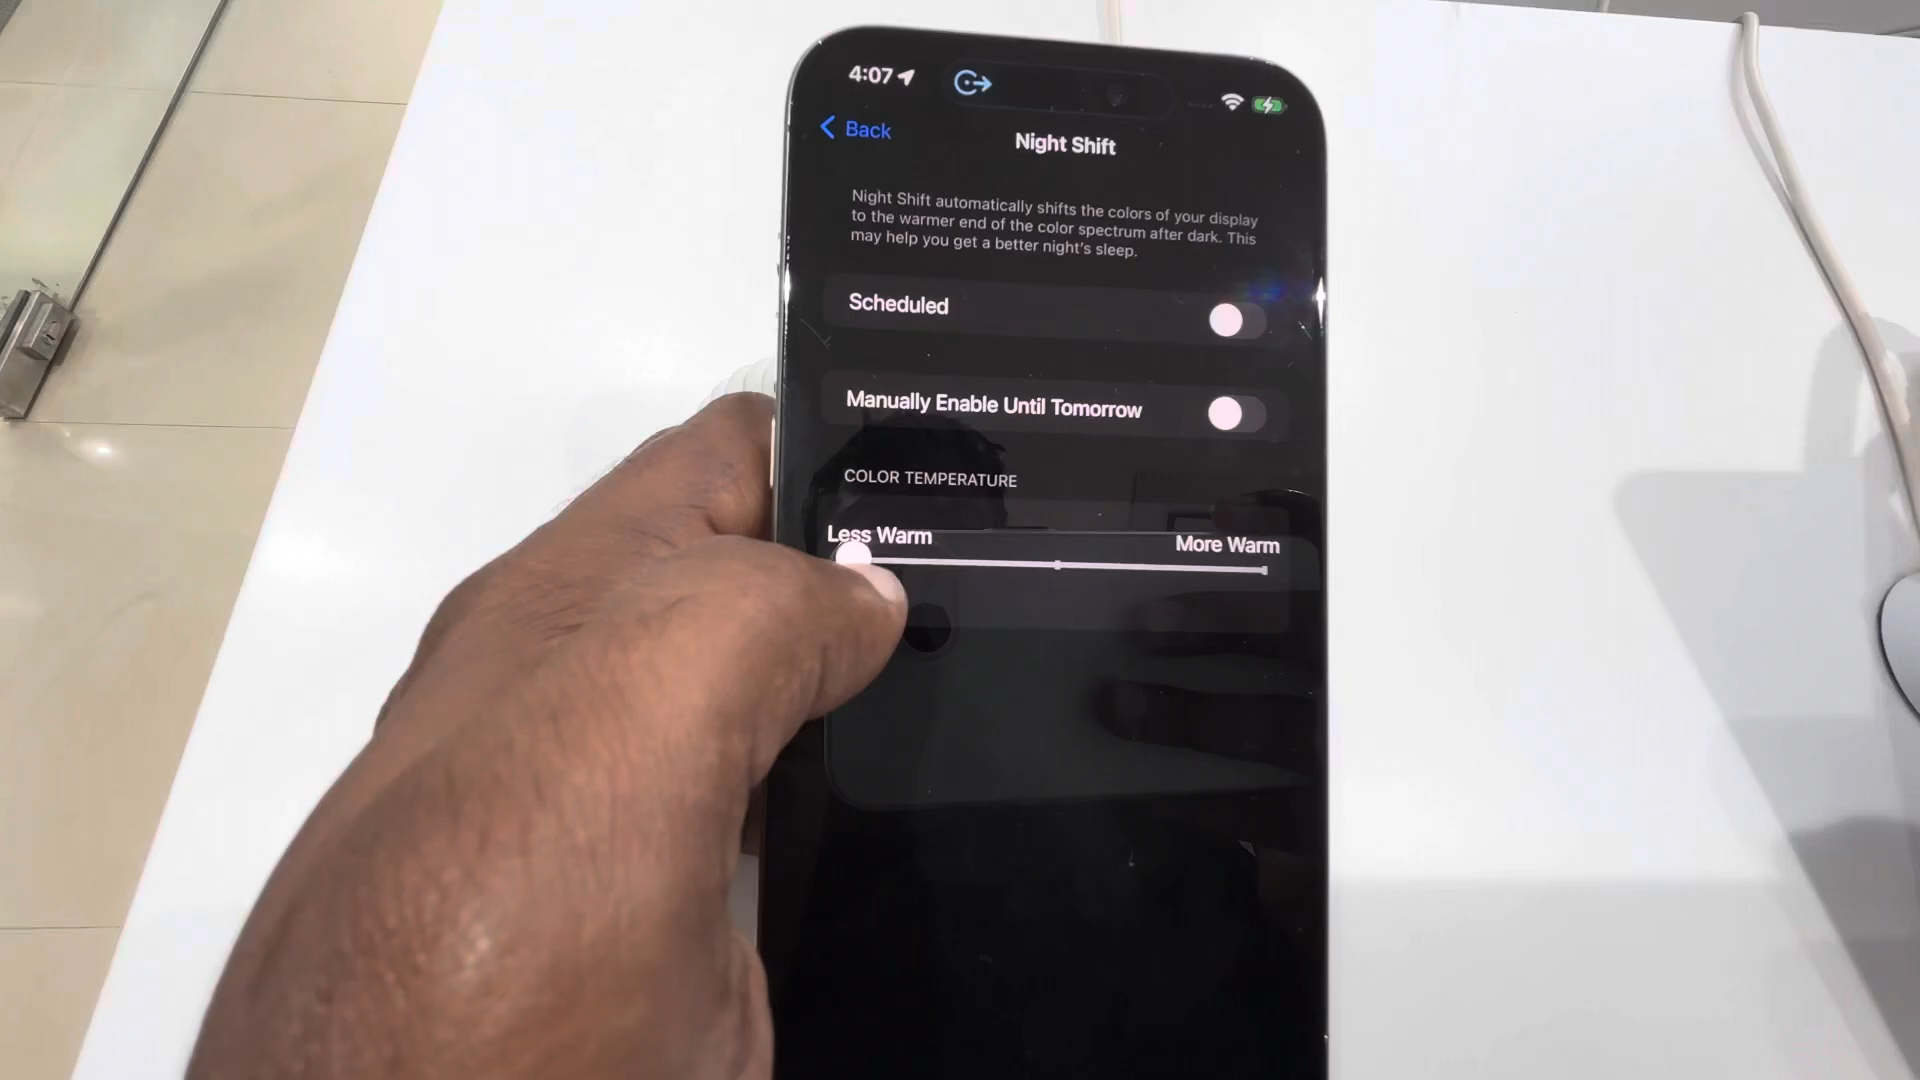 4:07
Back
Night Shift
Night Shift automatically shifts the colors of your display
to the warmer end of the color spectrum after dark. This
may help you get a better night's sleep.
Scheduled
Manually Enable Until Tomorrow
COLOR TEMPERATURE
Less Warm
More Warm